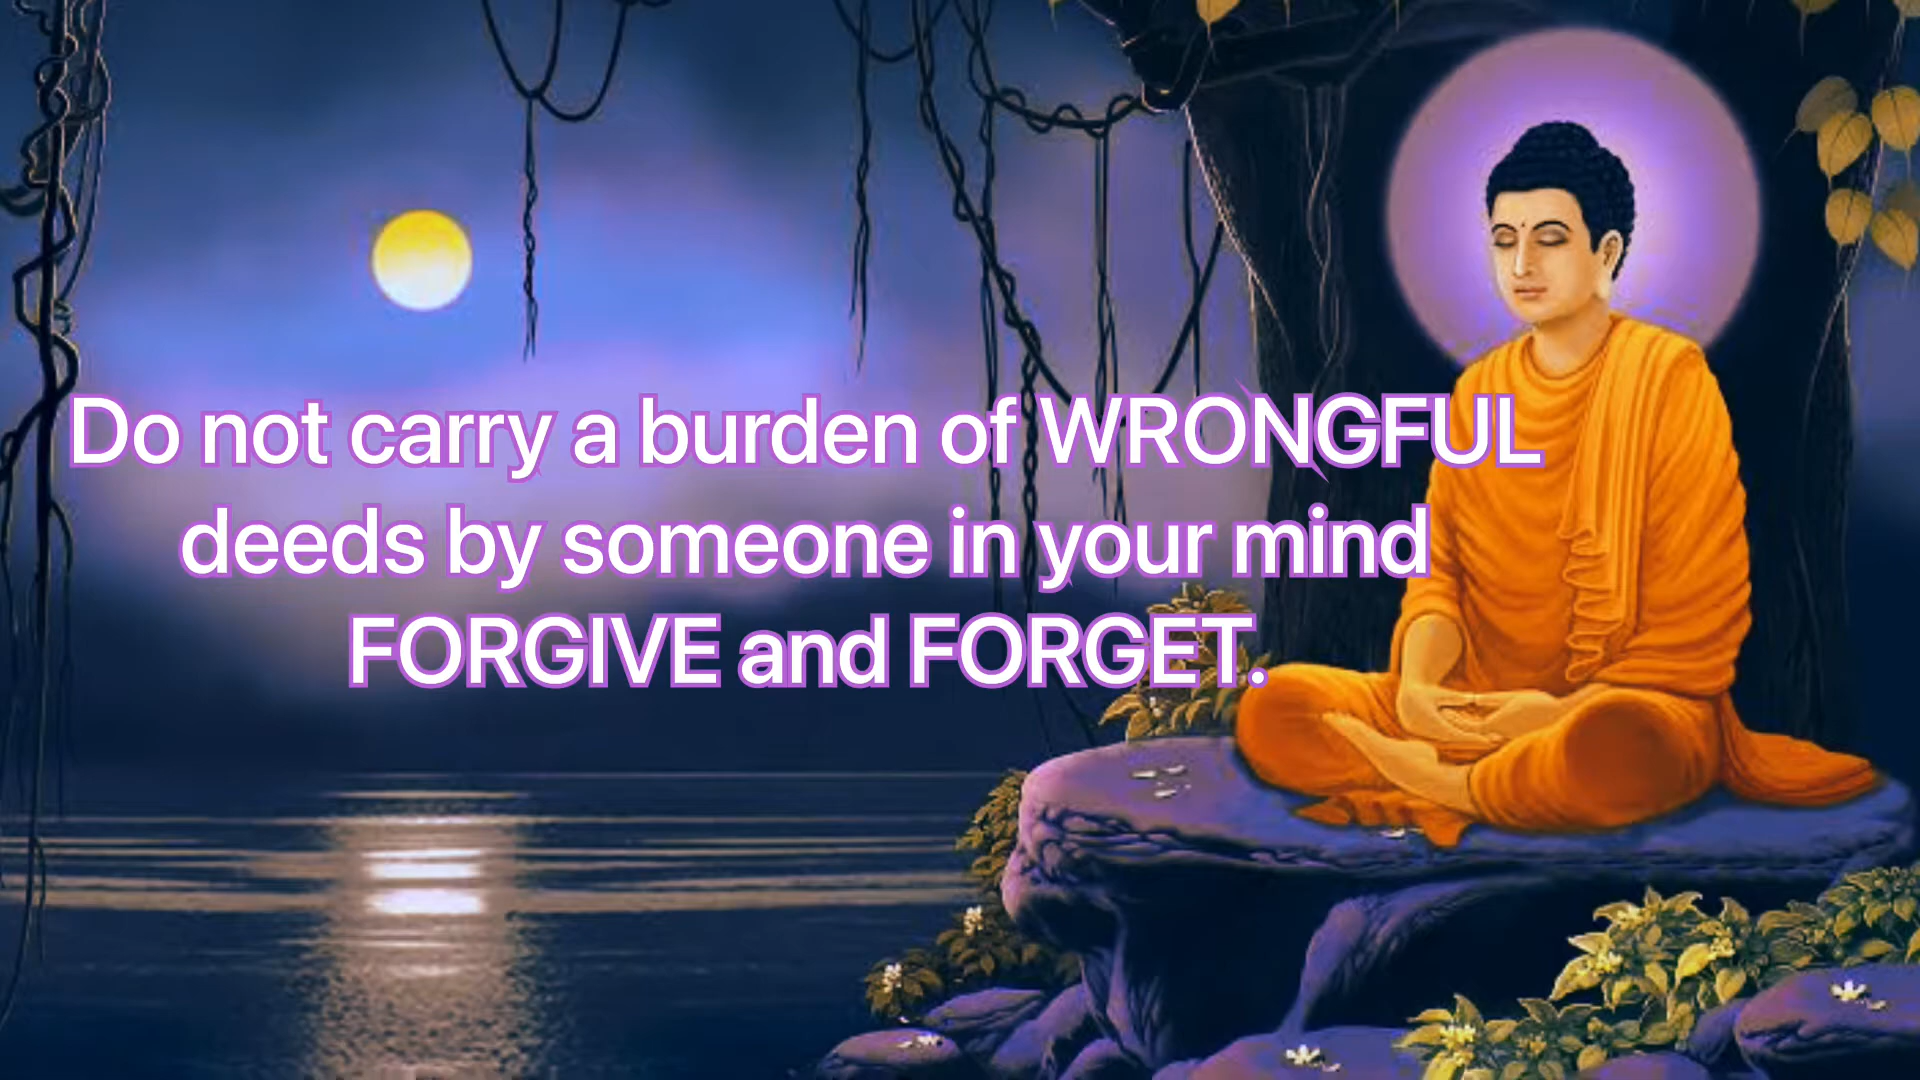 Do not carry a burden of WRONGFUL
deeds by someone in your mind
FORGIVE and FORGET.